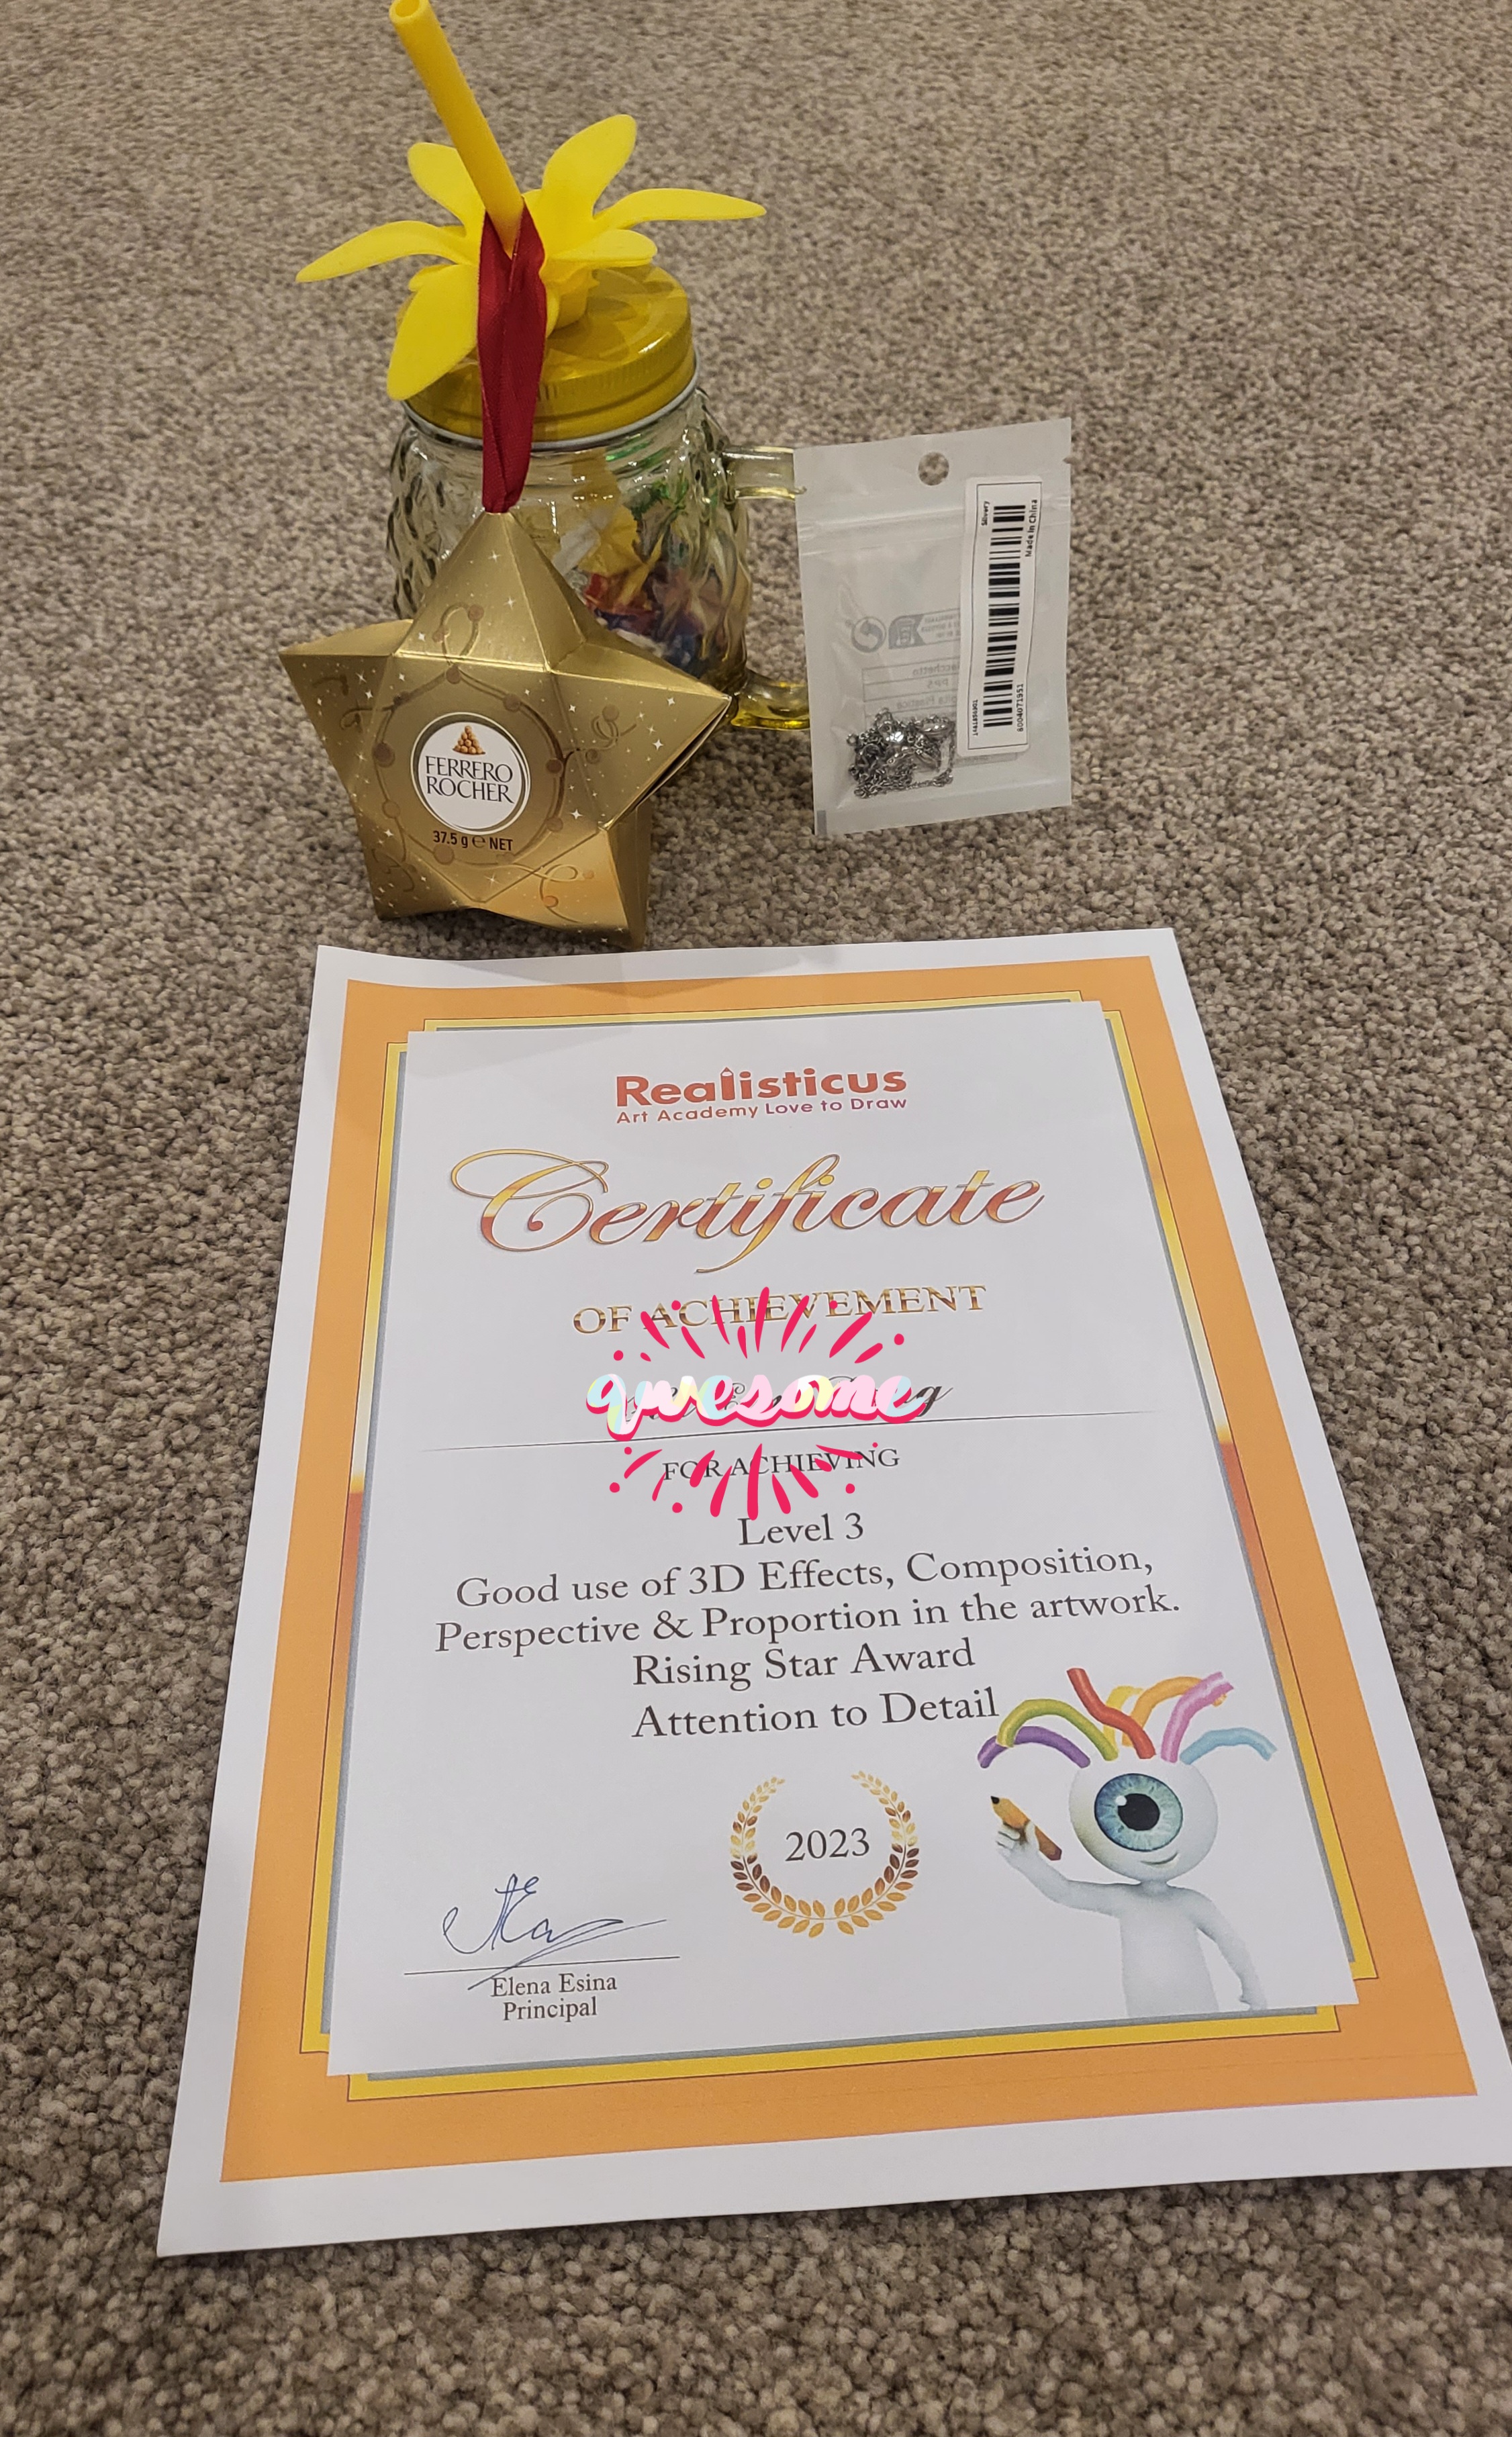 FERRERO
ROCHER
37.5 g ℮ NET
Silvery
Made in China
6004071951
Realisticus
Art Academy Love to Draw
Certificate
OF ACHIEVEMENT
awesome
FOR ACHIEVING
Level 3
Good use of 3D Effects, Composition,
Perspective & Proportion in the artwork.
Rising Star Award
Attention to Detail
2023
Elena Esina
Principal